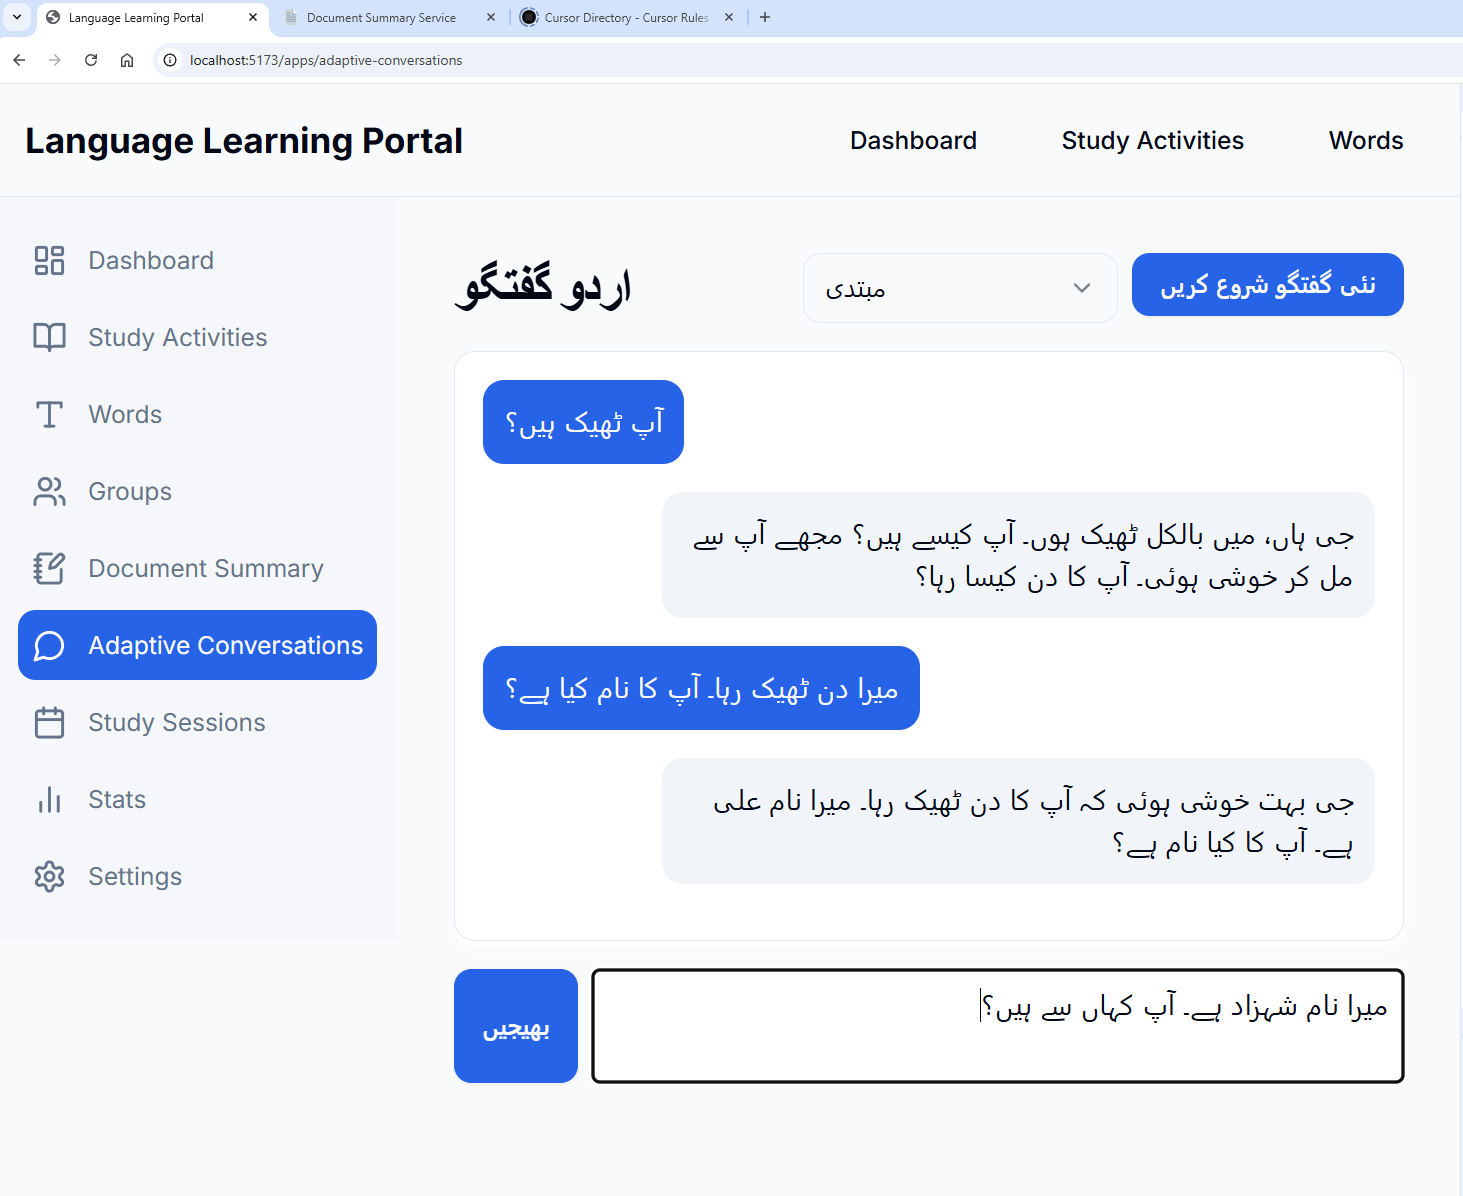 Language Learning Portal
Document Summary Service
Cursor Directory - Cursor Rules
localhost:5173/apps/adaptive-conversations
Language Learning Portal
Dashboard
Study Activities
Words
Dashboard
Study Activities
Words
Groups
Document Summary
Adaptive Conversations
Study Sessions
Stats
Settings
اردو گفتگو
مبتدی
نئی گفتگو شروع کریں
آپ ٹھیک ہیں؟
جی ہاں، میں بالکل ٹھیک ہوں۔ آپ کیسے ہیں؟ مجھے آپ سے
مل کر خوشی ہوئی۔ آپ کا دن کیسا رہا؟
میرا دن ٹھیک رہا۔ آپ کا نام کیا ہے؟
جی بہت خوشی ہوئی کہ آپ کا دن ٹھیک رہا۔ میرا نام علی
ہے۔ آپ کا کیا نام ہے؟
میرا نام شہزاد ہے۔ آپ کہاں سے ہیں؟
بھیجیں